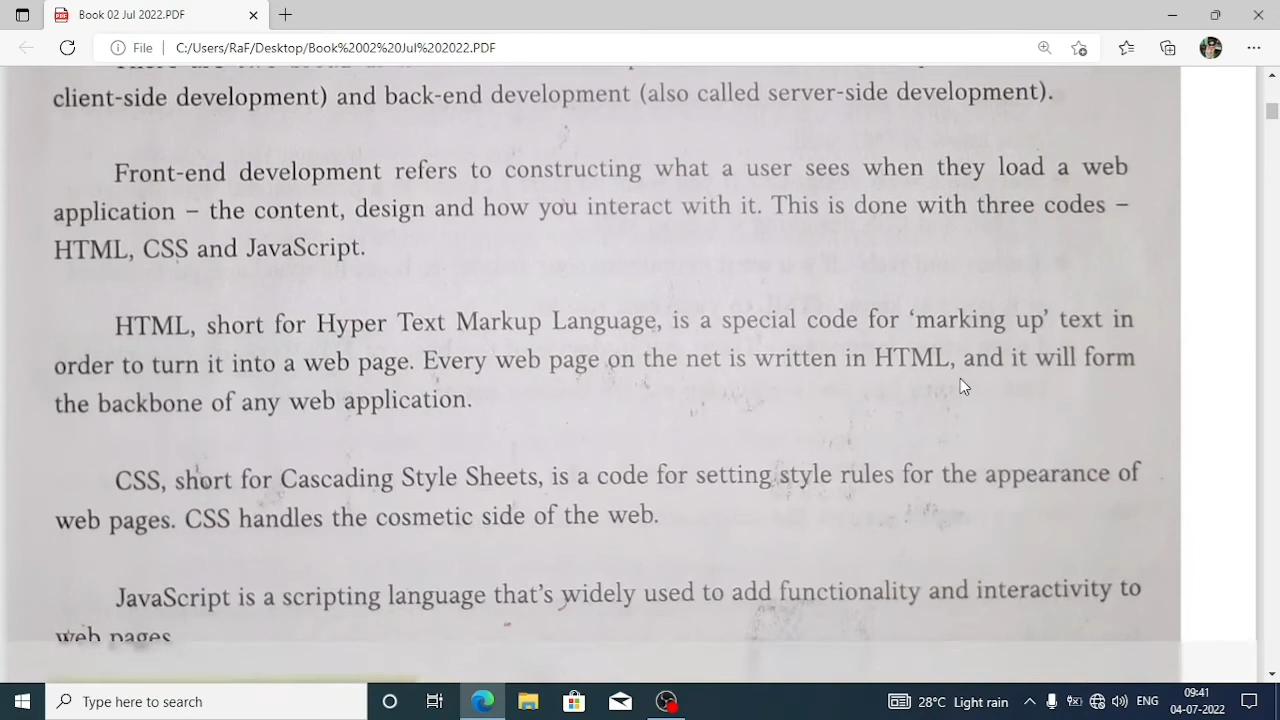 Book 02 Jul 2022.PDF
File
C:/Users/RaF/Desktop/Book%2002%20Jul%202022.PDF
client-side development) and back-end development (also called server-side development).
Front-end development refers to constructing what a user sees when they load a web
application – the content, design and how you interact with it. This is done with three codes –
HTML, CSS and JavaScript.
HTML, short for Hyper Text Markup Language, is a special code for ‘marking up’ text in
order to turn it into a web page. Every web page on the net is written in HTML, and it will form
the backbone of any web application.
CSS, short for Cascading Style Sheets, is a code for setting style rules for the appearance of
web pages. CSS handles the cosmetic side of the web.
JavaScript is a scripting language that’s widely used to add functionality and interactivity to
web pages
Type here to search
28°C Light rain
ENG
09:41
04-07-2022